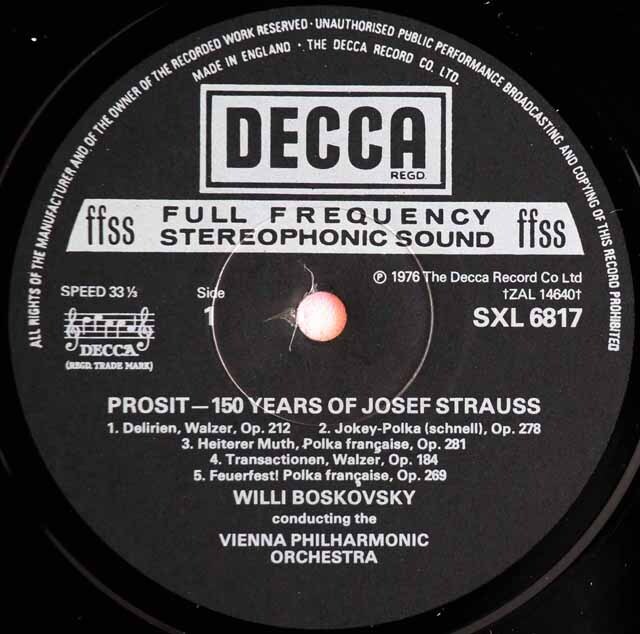 ALL RIGHTS OF THE MANUFACTURER AND OF THE OWNER OF THE RECORDED WORK RESERVED · UNAUTHORISED PUBLIC PERFORMANCE BROADCASTING AND COPYING OF THIS RECORD PROHIBITED
MADE IN ENGLAND · THE DECCA RECORD CO. LTD.
DECCA
REGD.
ffss FULL FREQUENCY ffss
STEREOPHONIC SOUND
℗ 1976 The Decca Record Co Ltd
SPEED 33⅓ Side †ZAL 14640†
1 SXL 6817
DECCA
(REGD. TRADE MARK)
PROSIT—150 YEARS OF JOSEF STRAUSS
1. Delirien, Walzer, Op. 212 2. Jokey-Polka (schnell), Op. 278
3. Heiterer Muth, Polka française, Op. 281
4. Transactionen, Walzer, Op. 184
5. Feuerfest! Polka française, Op. 269
WILLI BOSKOVSKY
conducting the
VIENNA PHILHARMONIC
ORCHESTRA